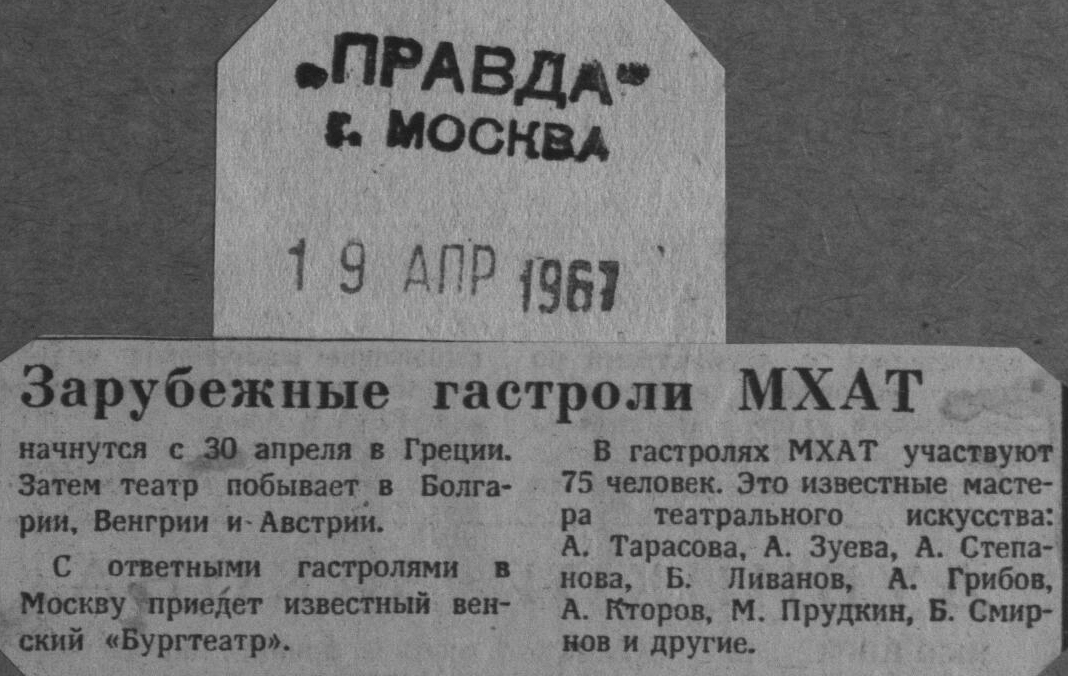 „ПРАВДА“
г. МОСКВА
19 АПР 1967
Зарубежные гастроли МХАТ
начнутся с 30 апреля в Греции.
Затем театр побывает в Болга-
рии, Венгрии и Австрии.
С ответными гастролями в
Москву приедет известный вен-
ский «Бургтеатр».
В гастролях МХАТ участвуют
75 человек. Это известные масте-
ра театрального искусства:
А. Тарасова, А. Зуева, А. Степа-
нова, Б. Ливанов, А. Грибов,
А. Кторов, М. Прудкин, Б. Смир-
нов и другие.